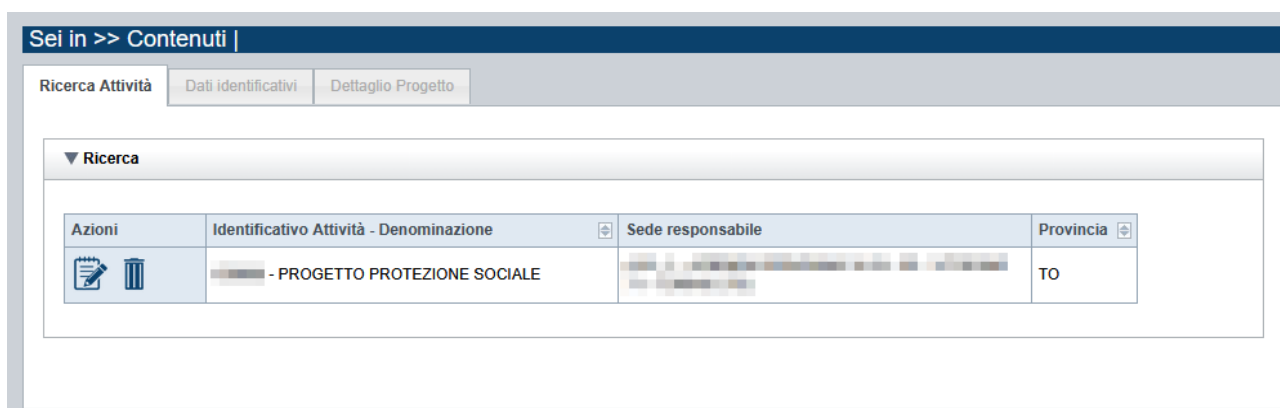 Sei in >> Contenuti |
Ricerca Attività Dati identificativi Dettaglio Progetto
Ricerca
Azioni Identificativo Attività - Denominazione Sede responsabile Provincia
- PROGETTO PROTEZIONE SOCIALE TO